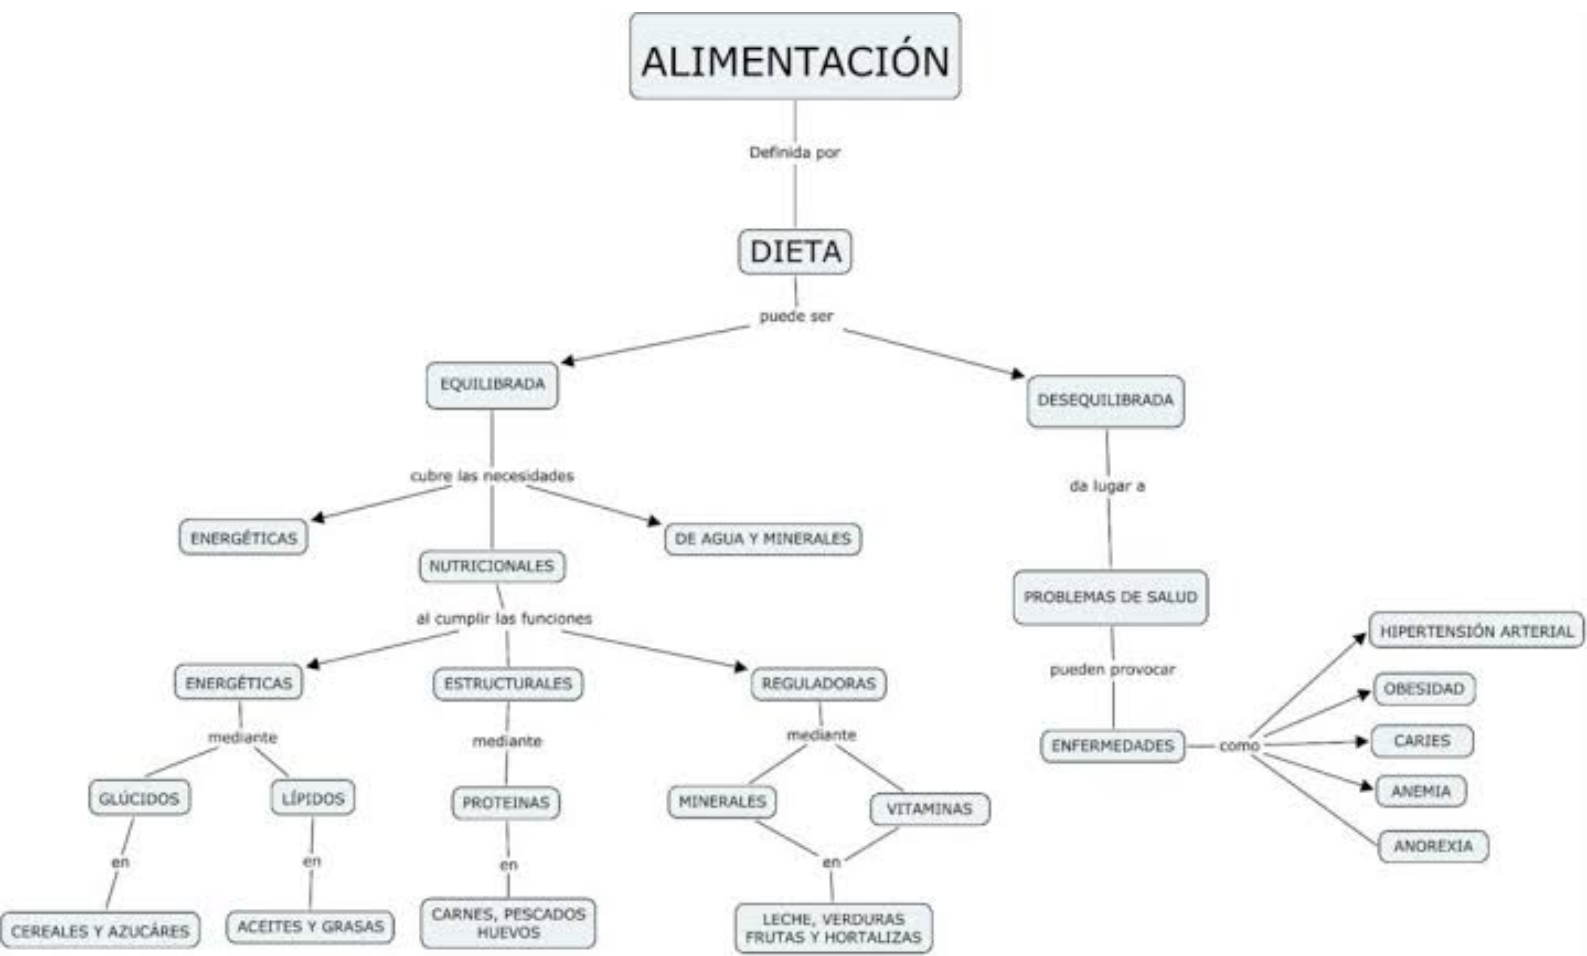 ALIMENTACIÓN
Definida por
DIETA
puede ser
EQUILIBRADA
DESEQUILIBRADA
cubre las necesidades
da lugar a
ENERGÉTICAS
DE AGUA Y MINERALES
NUTRICIONALES
PROBLEMAS DE SALUD
al cumplir las funciones
HIPERTENSIÓN ARTERIAL
pueden provocar
ENERGÉTICAS
ESTRUCTURALES
REGULADORAS
OBESIDAD
mediante
mediante
mediante
ENFERMEDADES
como
CARIES
GLÚCIDOS
LÍPIDOS
PROTEINAS
MINERALES
VITAMINAS
ANEMIA
ANOREXIA
en
en
en
en
CEREALES Y AZUCÁRES
ACEITES Y GRASAS
CARNES, PESCADOS
HUEVOS
LECHE, VERDURAS
FRUTAS Y HORTALIZAS